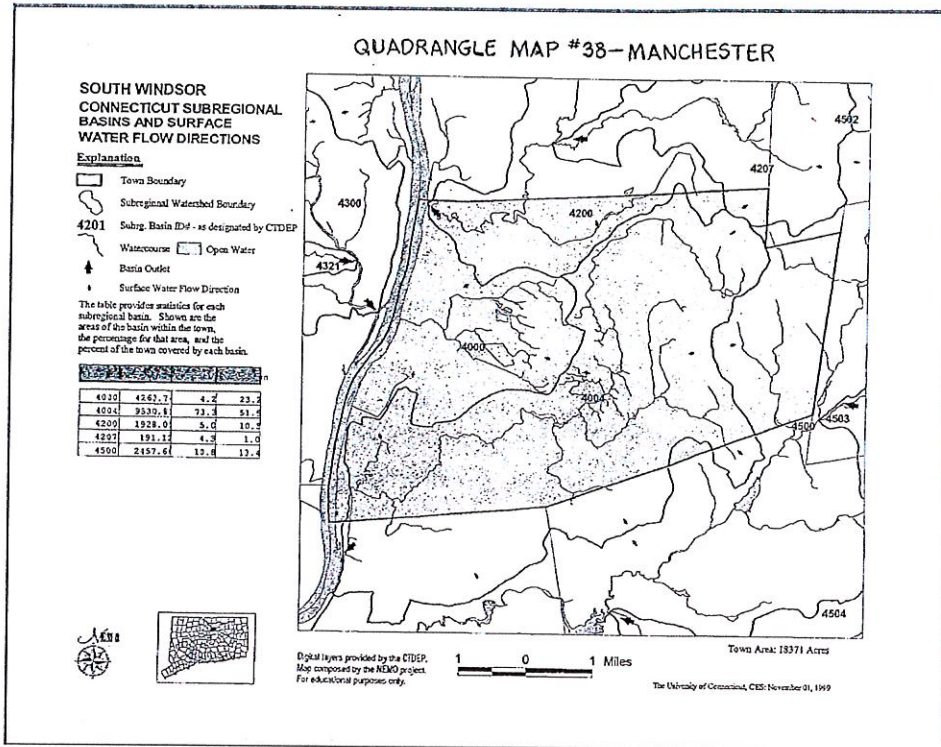 QUADRANGLE MAP #38-MANCHESTER
SOUTH WINDSOR
CONNECTICUT SUBREGIONAL
BASINS AND SURFACE
WATER FLOW DIRECTIONS
Explanation
Town Boundary
Subregional Watershed Boundary
4201 Subrg. Basin ID# - as designated by CTDEP
Watercourse Open Water
Basin Outlet
Surface Water Flow Direction
The table provides statistics for each
subregional basin. Shown are the
areas of the basin within the town,
the percentage for that area, and the
percent of the town covered by each basin.
4000 4263.7 4.2 23.2
4004 9530.8 73.3 51.9
4200 1928.0 5.0 10.5
4207 191.1 4.3 1.0
4500 2457.6 13.8 13.4
4502
4207
4300
4200
4321
4000
4004
4500
4503
4504
Digital layers provided by the CTDEP.
Map composed by the NEMO project.
For educational purposes only.
1 0 1 Miles
Town Area: 18371 Acres
The University of Connecticut, CES: November 01, 1999